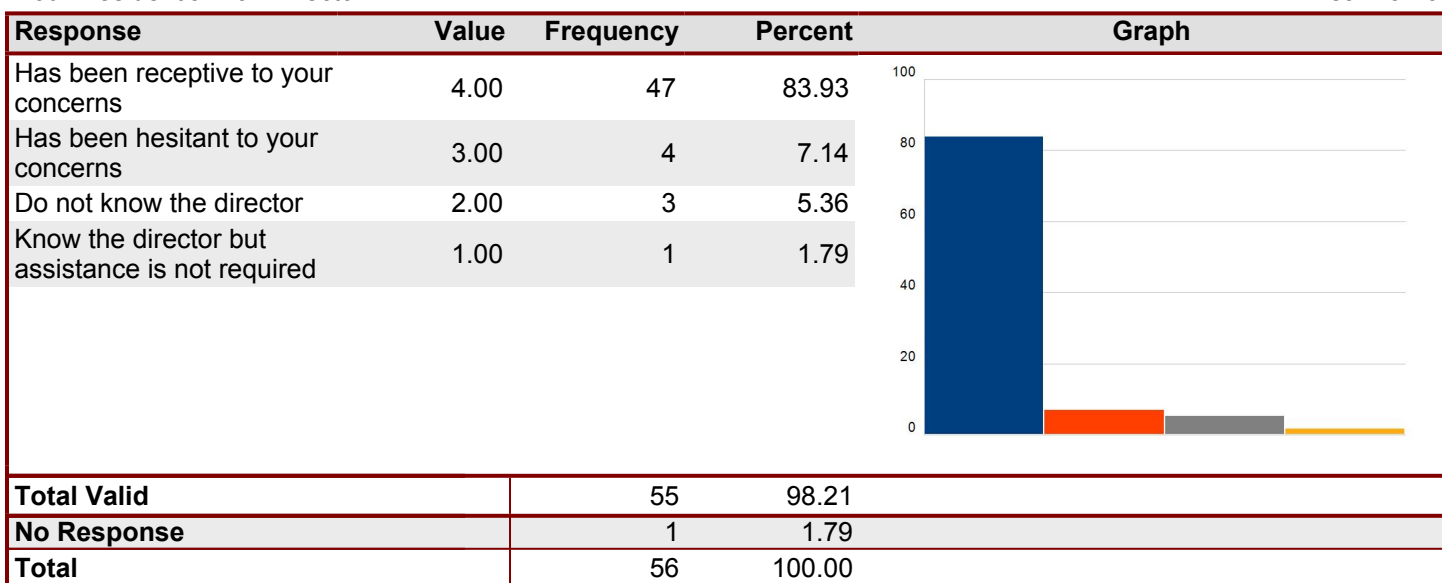 Response Value Frequency Percent Graph
Has been receptive to your
concerns 4.00 47 83.93
Has been hesitant to your
concerns 3.00 4 7.14
Do not know the director 2.00 3 5.36
Know the director but
assistance is not required 1.00 1 1.79
100
80
60
40
20
0
Total Valid 55 98.21
No Response 1 1.79
Total 56 100.00